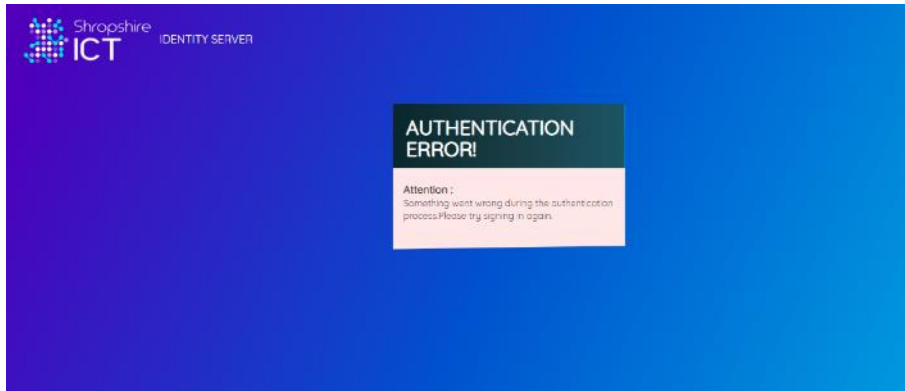 Shropshire
ICT
IDENTITY SERVER
AUTHENTICATION
ERROR!
Attention :
Something went wrong during the authentication
process.Please try signing in again.